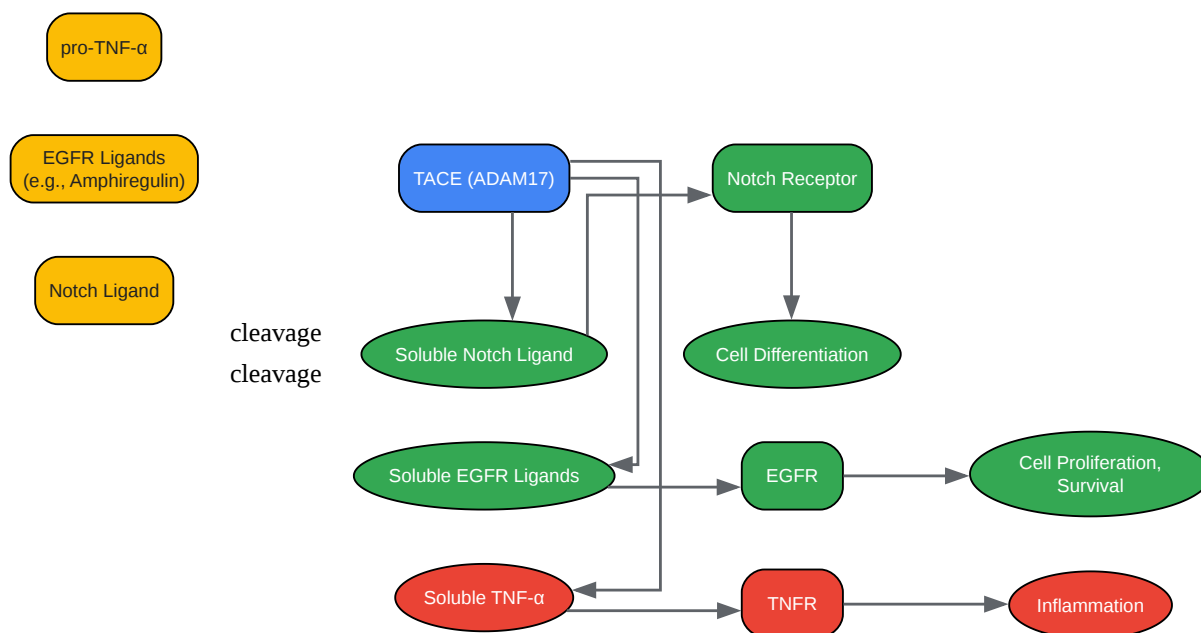 pro-TNF-α
EGFR Ligands
(e.g., Amphiregulin)
TACE (ADAM17)
Notch Receptor
Notch Ligand
cleavage
Soluble Notch Ligand
Cell Differentiation
cleavage
Soluble EGFR Ligands
EGFR
Cell Proliferation,
Survival
Soluble TNF-α
TNFR
Inflammation